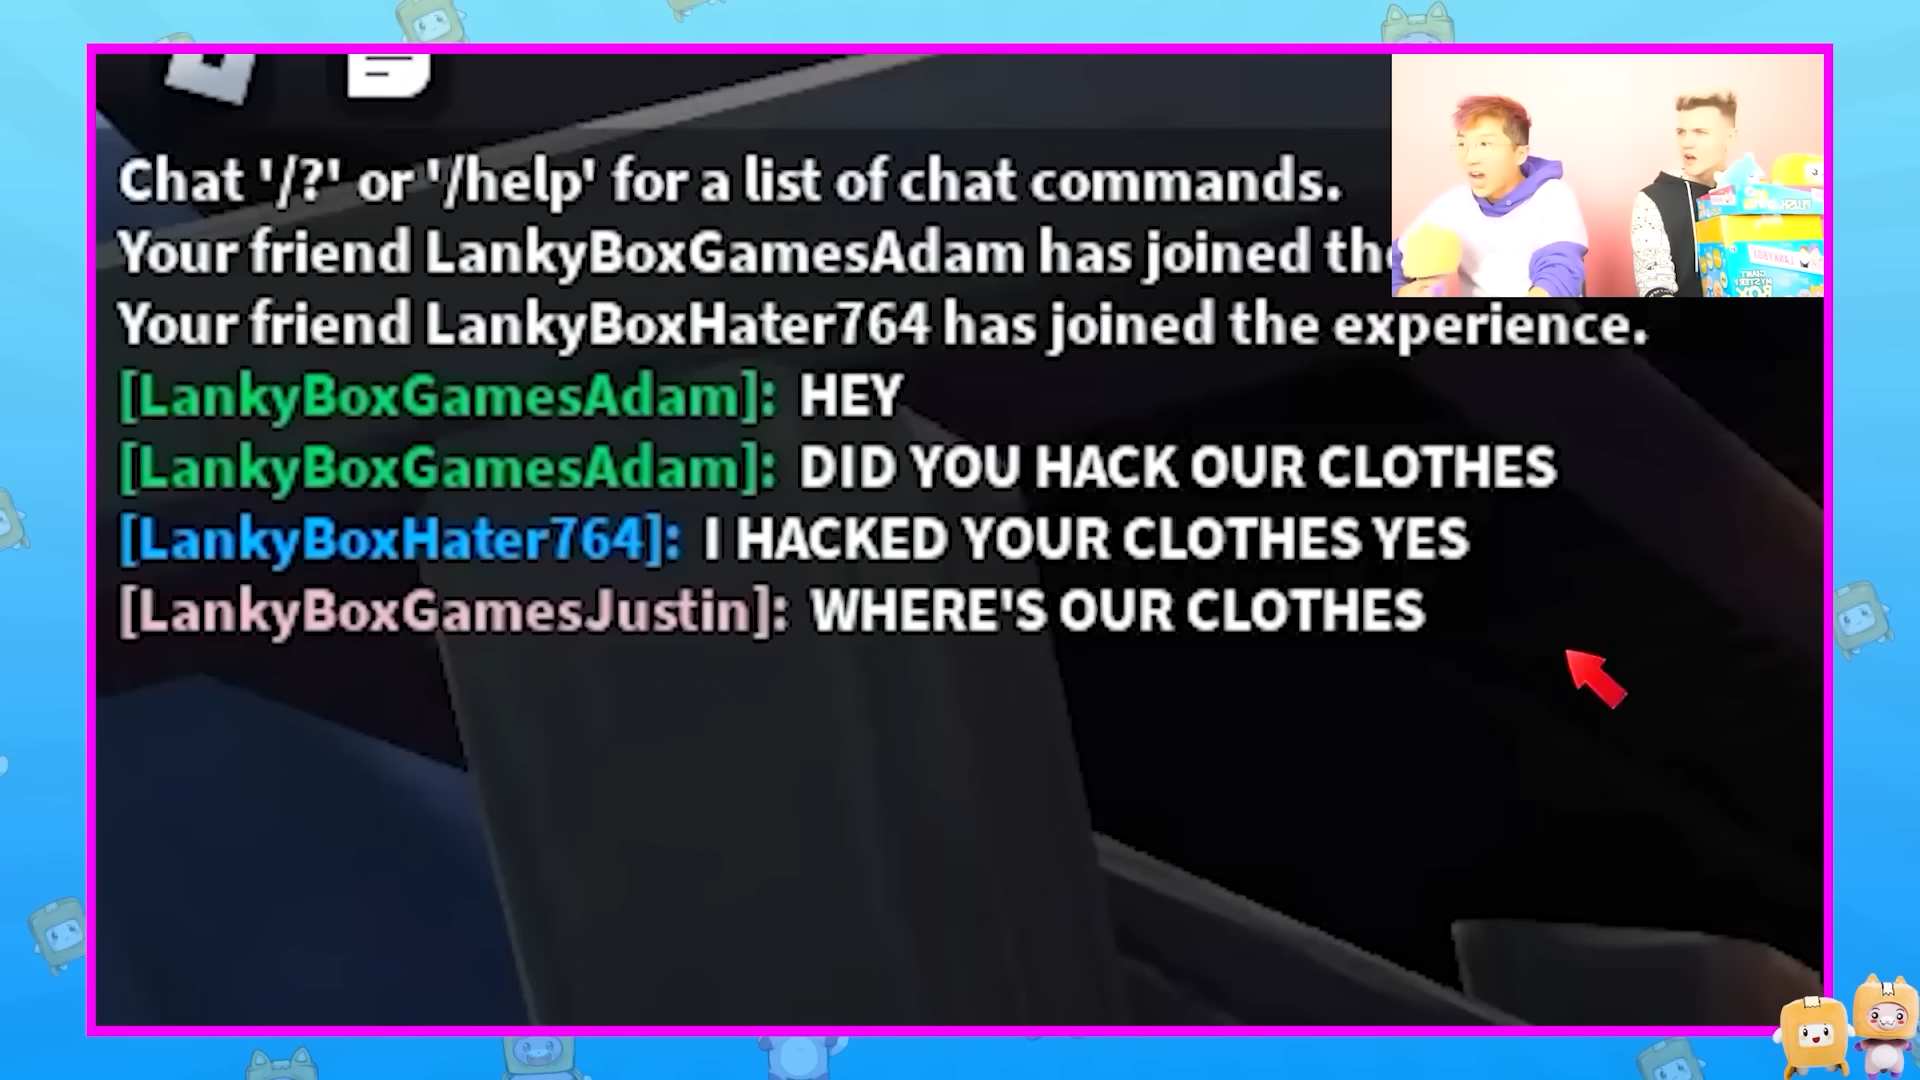 Chat '/?' or '/help' for a list of chat commands.
Your friend LankyBoxGamesAdam has joined the
Your friend LankyBoxHater764 has joined the experience.
[LankyBoxGamesAdam]: HEY
[LankyBoxGamesAdam]: DID YOU HACK OUR CLOTHES
[LankyBoxHater764]: I HACKED YOUR CLOTHES YES
[LankyBoxGamesJustin]: WHERE'S OUR CLOTHES